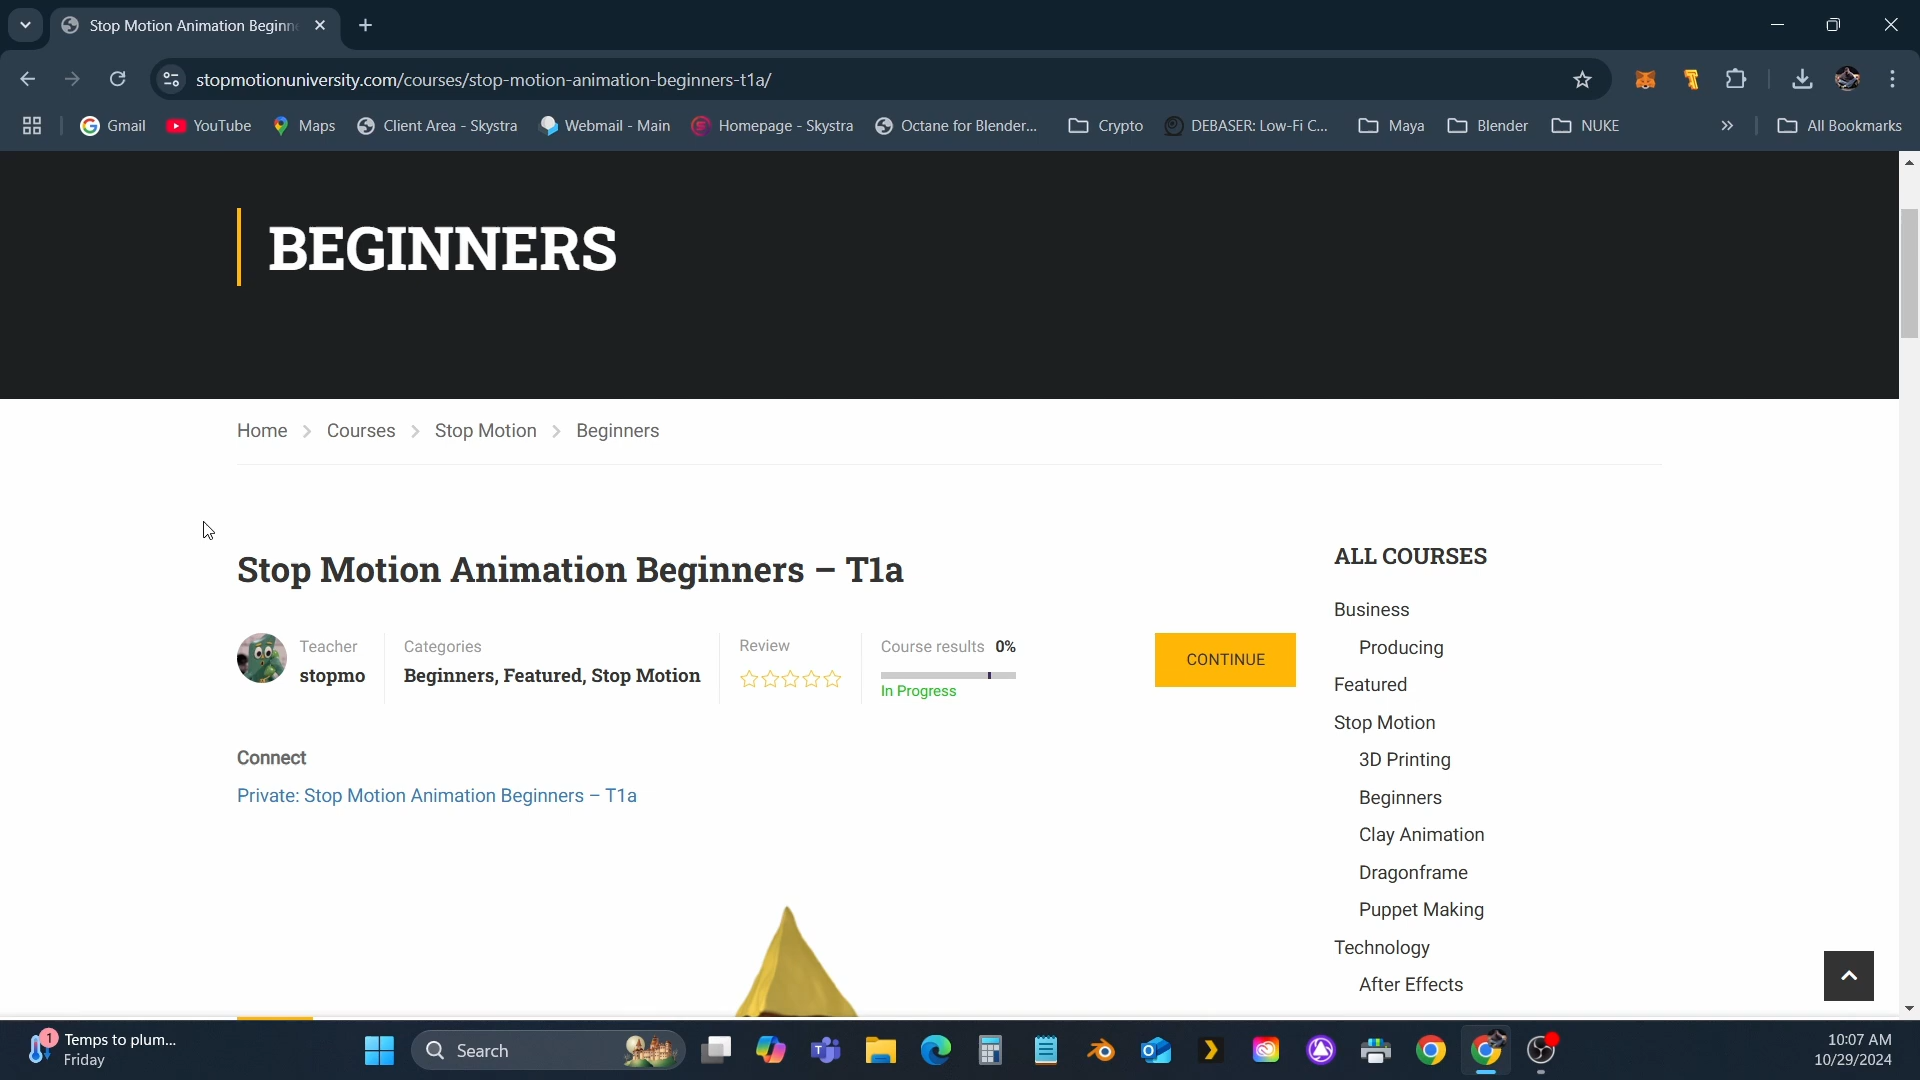 Stop Motion Animation Beginn
stopmotionuniversity.com/courses/stop-motion-animation-beginners-t1a/
Gmail
YouTube
Maps
Client Area - Skystra
Webmail - Main
Homepage - Skystra
Octane for Blender...
Crypto
DEBASER: Low-Fi C...
Maya
Blender
NUKE
All Bookmarks
BEGINNERS
Home
Courses
Stop Motion
Beginners
Stop Motion Animation Beginners – T1a
Teacher
stopmo
Categories
Beginners, Featured, Stop Motion
Review
Course results 0%
In Progress
CONTINUE
Connect
Private: Stop Motion Animation Beginners – T1a
ALL COURSES
Business
Producing
Featured
Stop Motion
3D Printing
Beginners
Clay Animation
Dragonframe
Puppet Making
Technology
After Effects
1
Temps to plum...
Friday
Search
10:07 AM
10/29/2024